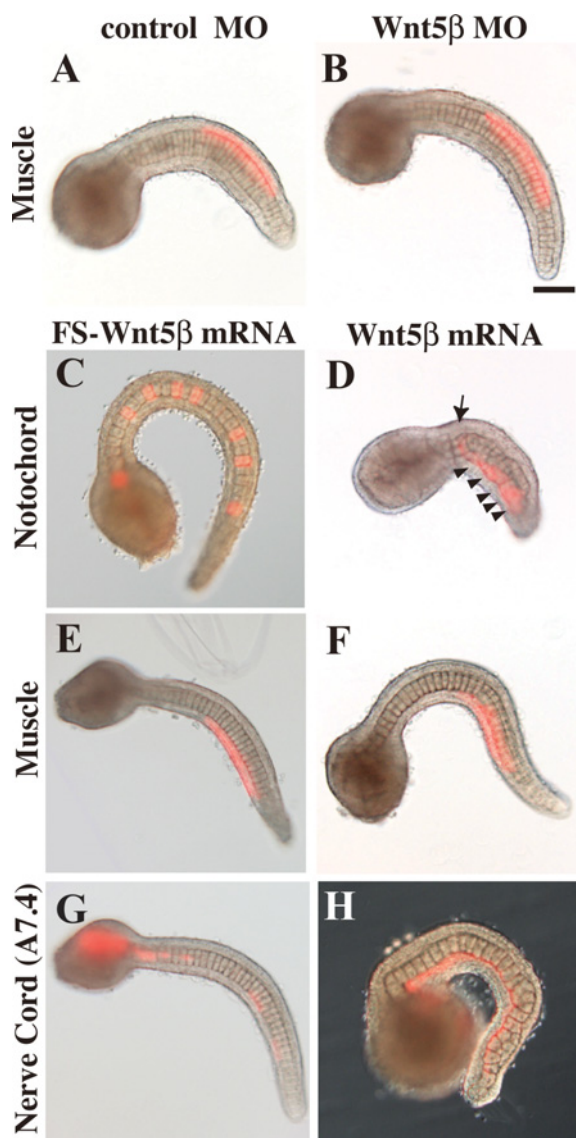 control MO
Wnt5β MO
Muscle
A
B
FS-Wnt5β mRNA
Wnt5β mRNA
Notochord
C
D
Muscle
E
F
Nerve Cord (A7.4)
G
H